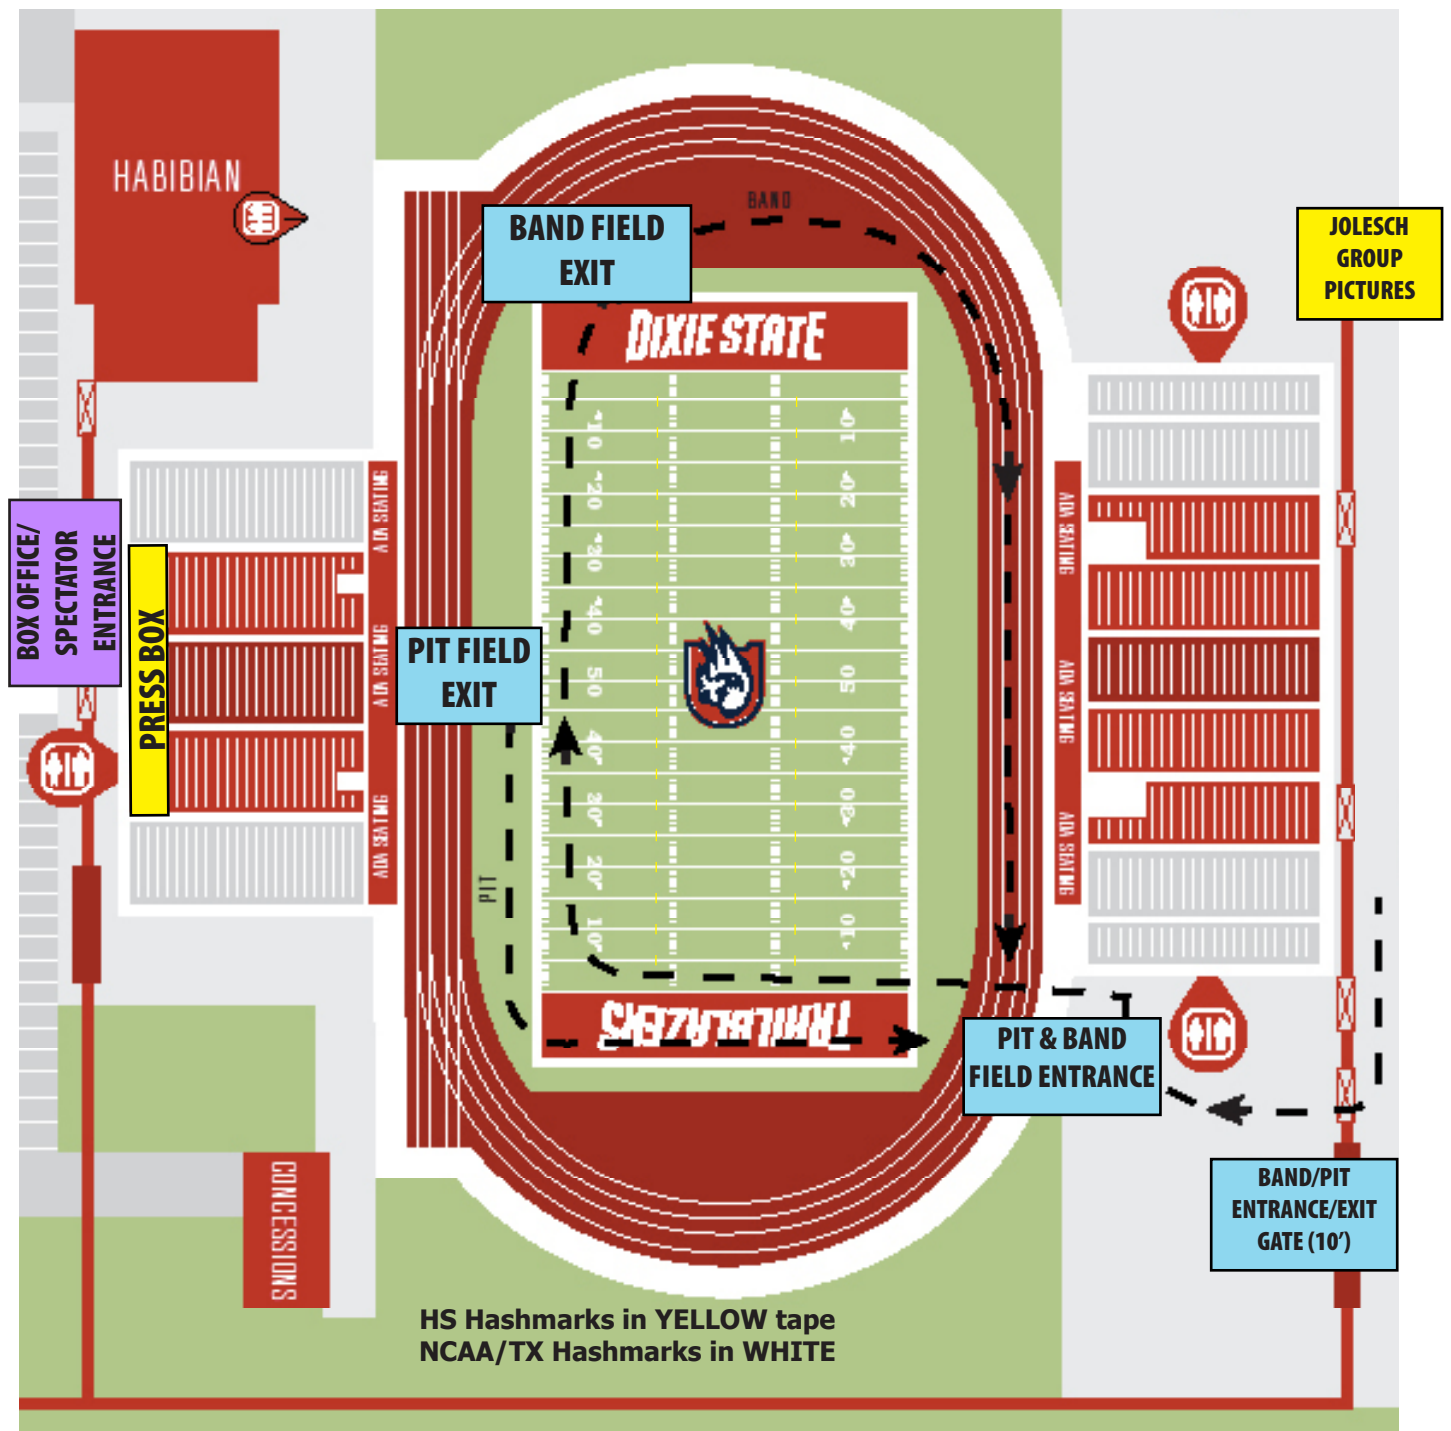 HABIBIAN
BAND
BAND FIELD
EXIT
JOLESCH
GROUP
PICTURES
DIXIE STATE
10
10
20
20
30
30
40
40
50
50
40
40
30
30
20
20
10
10
ADA SEATING
ADA SEATING
ADA SEATING
ADA SEATING
ADA SEATING
ADA SEATING
BOX OFFICE/
SPECTATOR
ENTRANCE
PRESS BOX
PIT FIELD
EXIT
PIT
TRAILBLAZERS
PIT & BAND
FIELD ENTRANCE
BAND/PIT
ENTRANCE/EXIT
GATE (10’)
CONCESSIONS
HS Hashmarks in YELLOW tape
NCAA/TX Hashmarks in WHITE